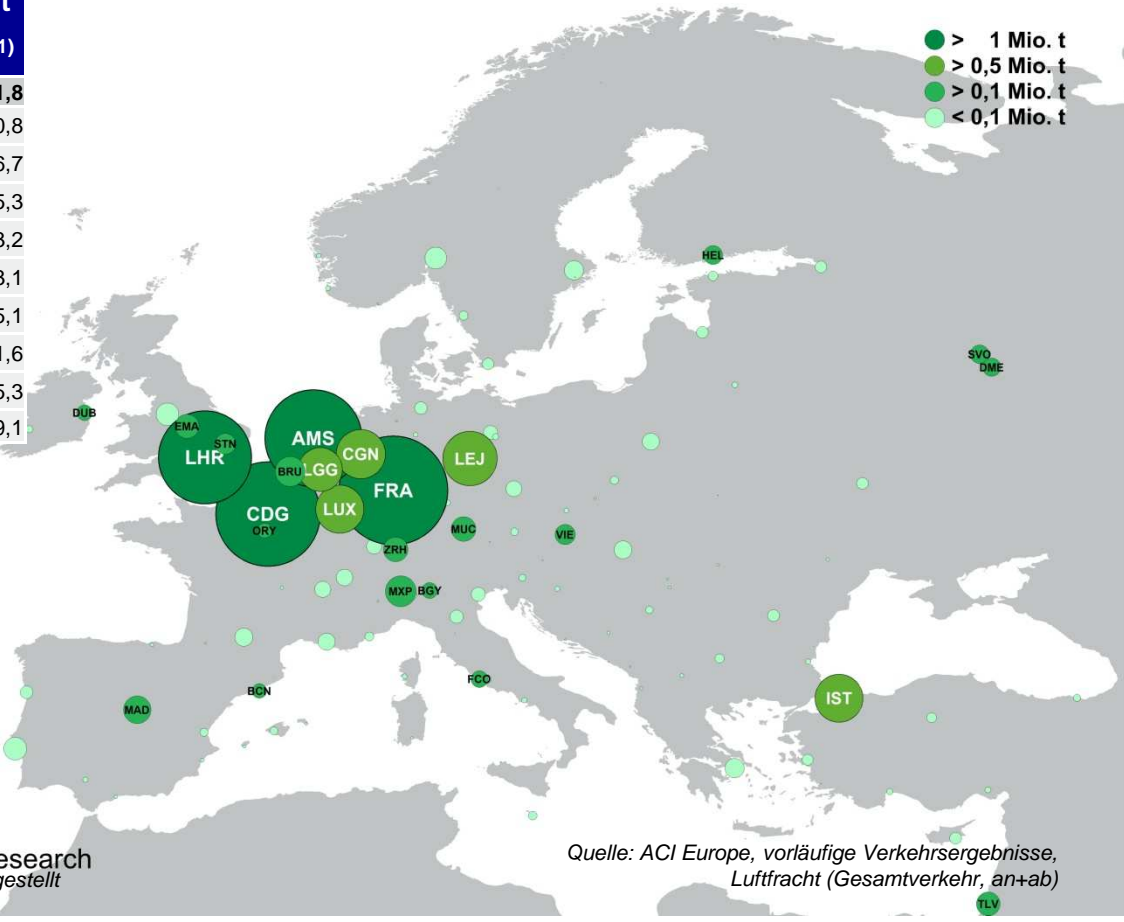 t
1)
1,8
0,8
6,7
5,3
3,2
3,1
5,1
1,6
5,3
9,1
> 1 Mio. t
> 0,5 Mio. t
> 0,1 Mio. t
< 0,1 Mio. t
HEL
SVO
DME
DUB
EMA
STN
LHR
AMS
CGN
LEJ
BRU
LGG
FRA
CDG
ORY
LUX
MUC
VIE
ZRH
MXP
BGY
FCO
BCN
MAD
IST
TLV
esearch
gestellt
Quelle: ACI Europe, vorläufige Verkehrsergebnisse,
Luftfracht (Gesamtverkehr, an+ab)